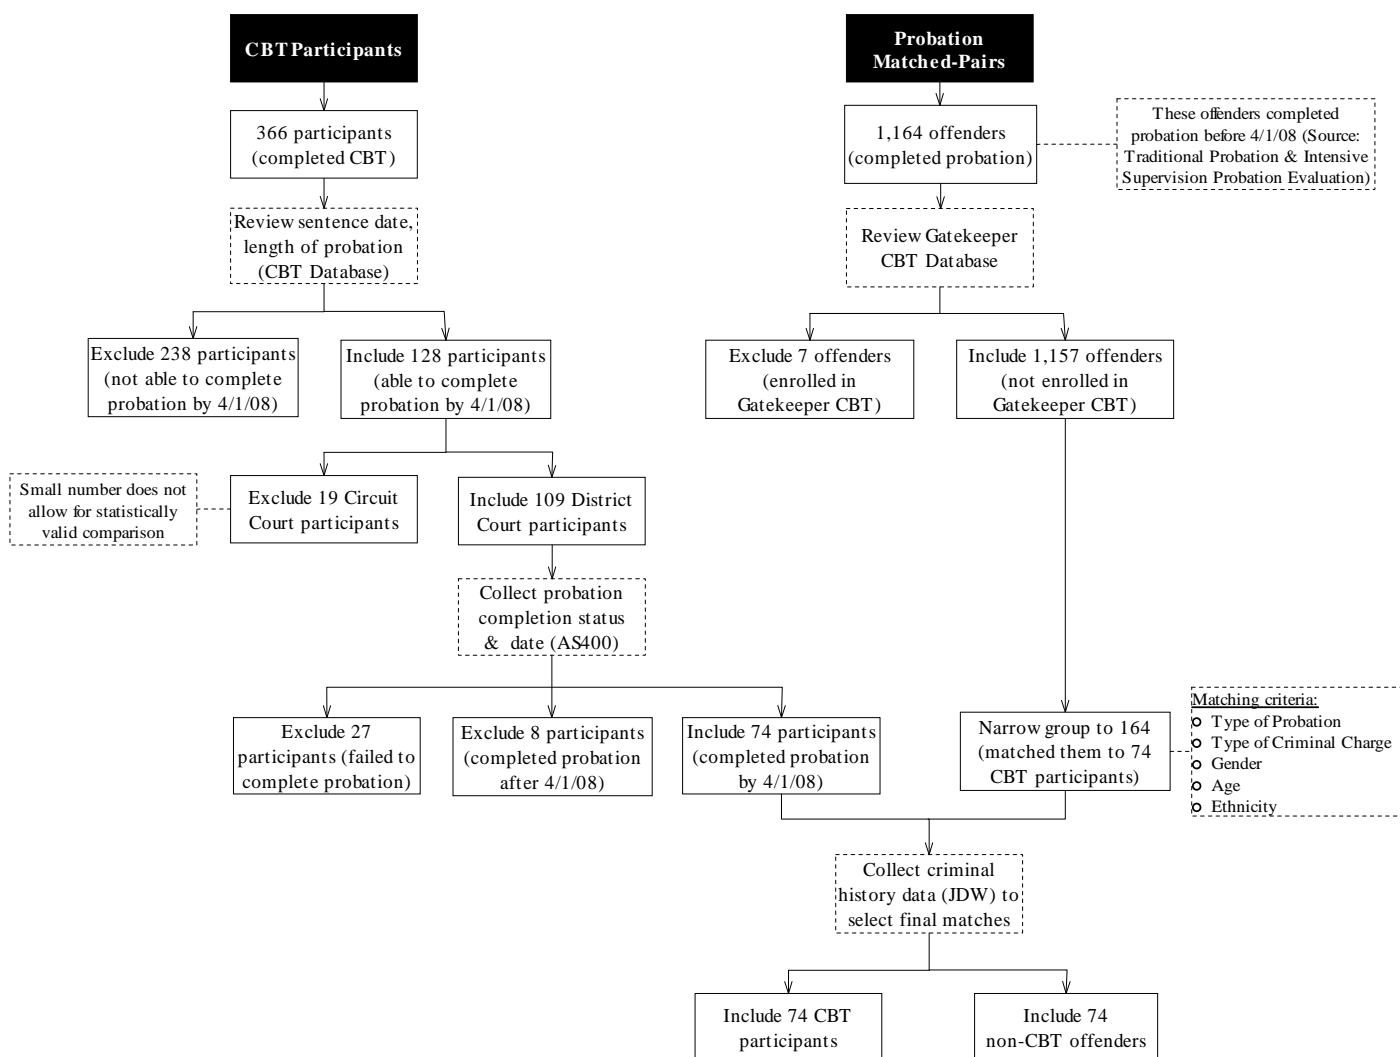 CBT Participants
Probation
Matched-Pairs
366 participants
(completed CBT)
1,164 offenders
(completed probation)
These offenders completed
probation before 4/1/08 (Source:
Traditional Probation & Intensive
Supervision Probation Evaluation)
Review sentence date,
length of probation
(CBT Database)
Review Gatekeeper
CBT Database
Exclude 238 participants
(not able to complete
probation by 4/1/08)
Include 128 participants
(able to complete
probation by 4/1/08)
Exclude 7 offenders
(enrolled in
Gatekeeper CBT)
Include 1,157 offenders
(not enrolled in
Gatekeeper CBT)
Small number does not
allow for statistically
valid comparison
Exclude 19 Circuit
Court participants
Include 109 District
Court participants
Collect probation
completion status
& date (AS400)
Exclude 27
participants (failed to
complete probation)
Exclude 8 participants
(completed probation
after 4/1/08)
Include 74 participants
(completed probation
by 4/1/08)
Narrow group to 164
(matched them to 74
CBT participants)
Matching criteria:
Type of Probation
Type of Criminal Charge
Gender
Age
Ethnicity
Collect criminal
history data (JDW) to
select final matches
Include 74 CBT
participants
Include 74
non-CBT offenders